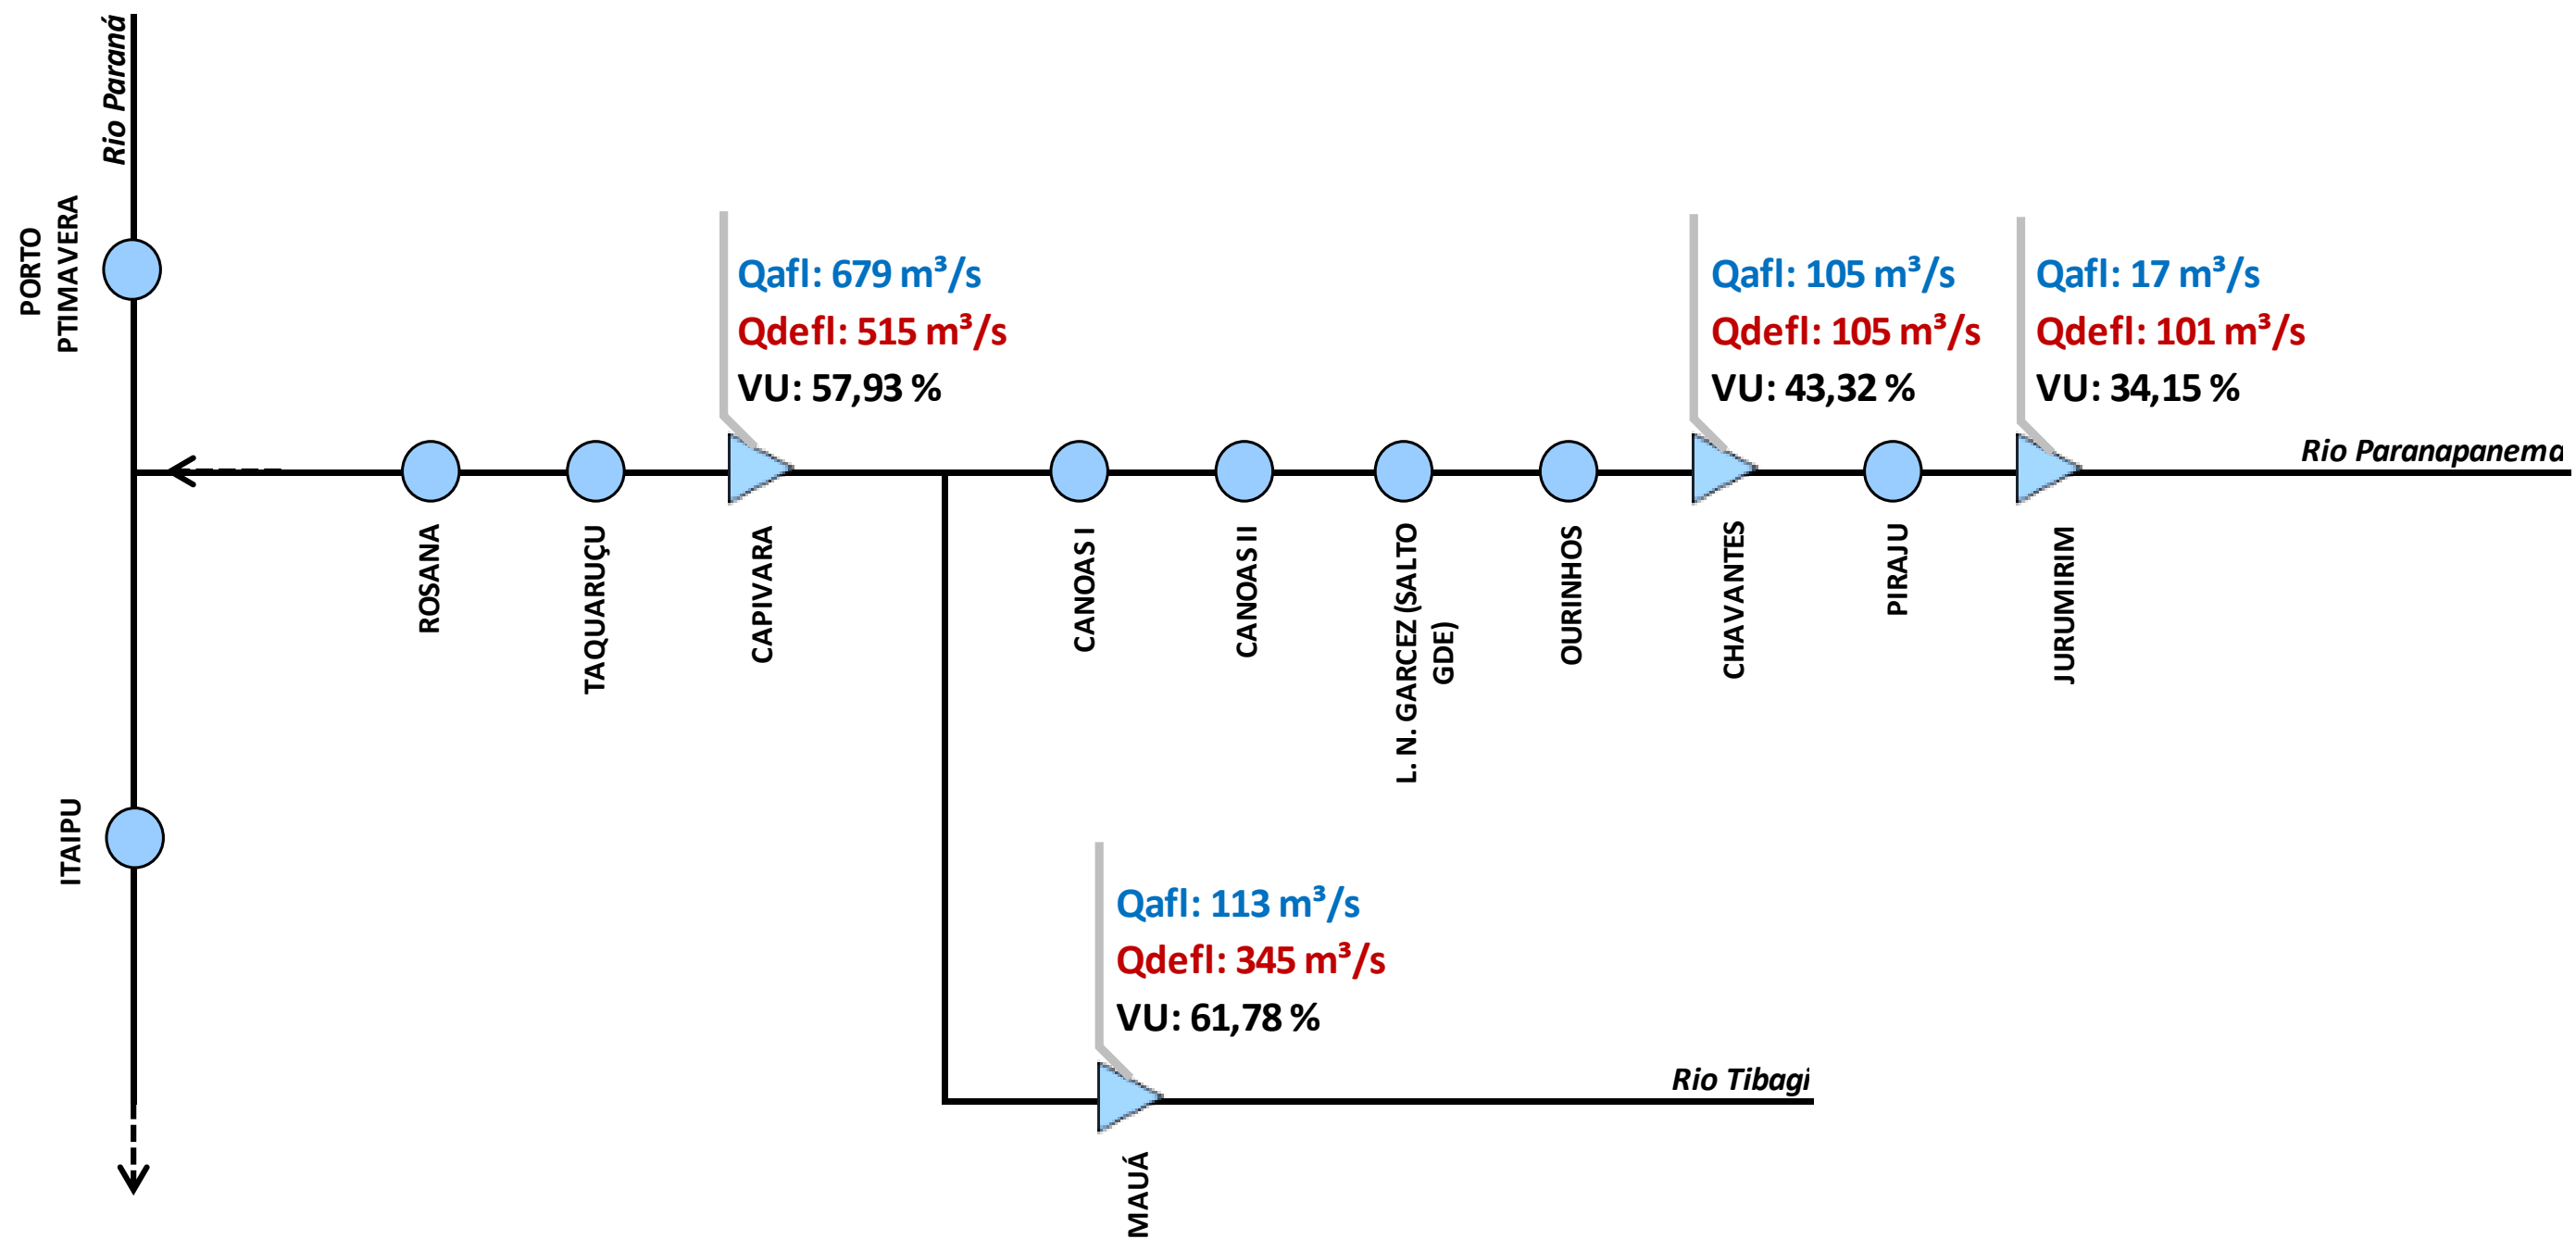 Rio Paraná
PORTO
PTIMAVERA
Qafl: 679 m³/s
Qdefl: 515 m³/s
VU: 57,93 %
Qafl: 105 m³/s
Qdefl: 105 m³/s
VU: 43,32 %
Qafl: 17 m³/s
Qdefl: 101 m³/s
VU: 34,15 %
Rio Paranapanema
ROSANA
TAQUARUÇU
CAPIVARA
CANOAS I
CANOAS II
L. N. GARCEZ (SALTO
GDE)
OURINHOS
CHAVANTES
PIRAJU
JURUMIRIM
ITAIPU
Qafl: 113 m³/s
Qdefl: 345 m³/s
VU: 61,78 %
Rio Tibagi
MAUÁ